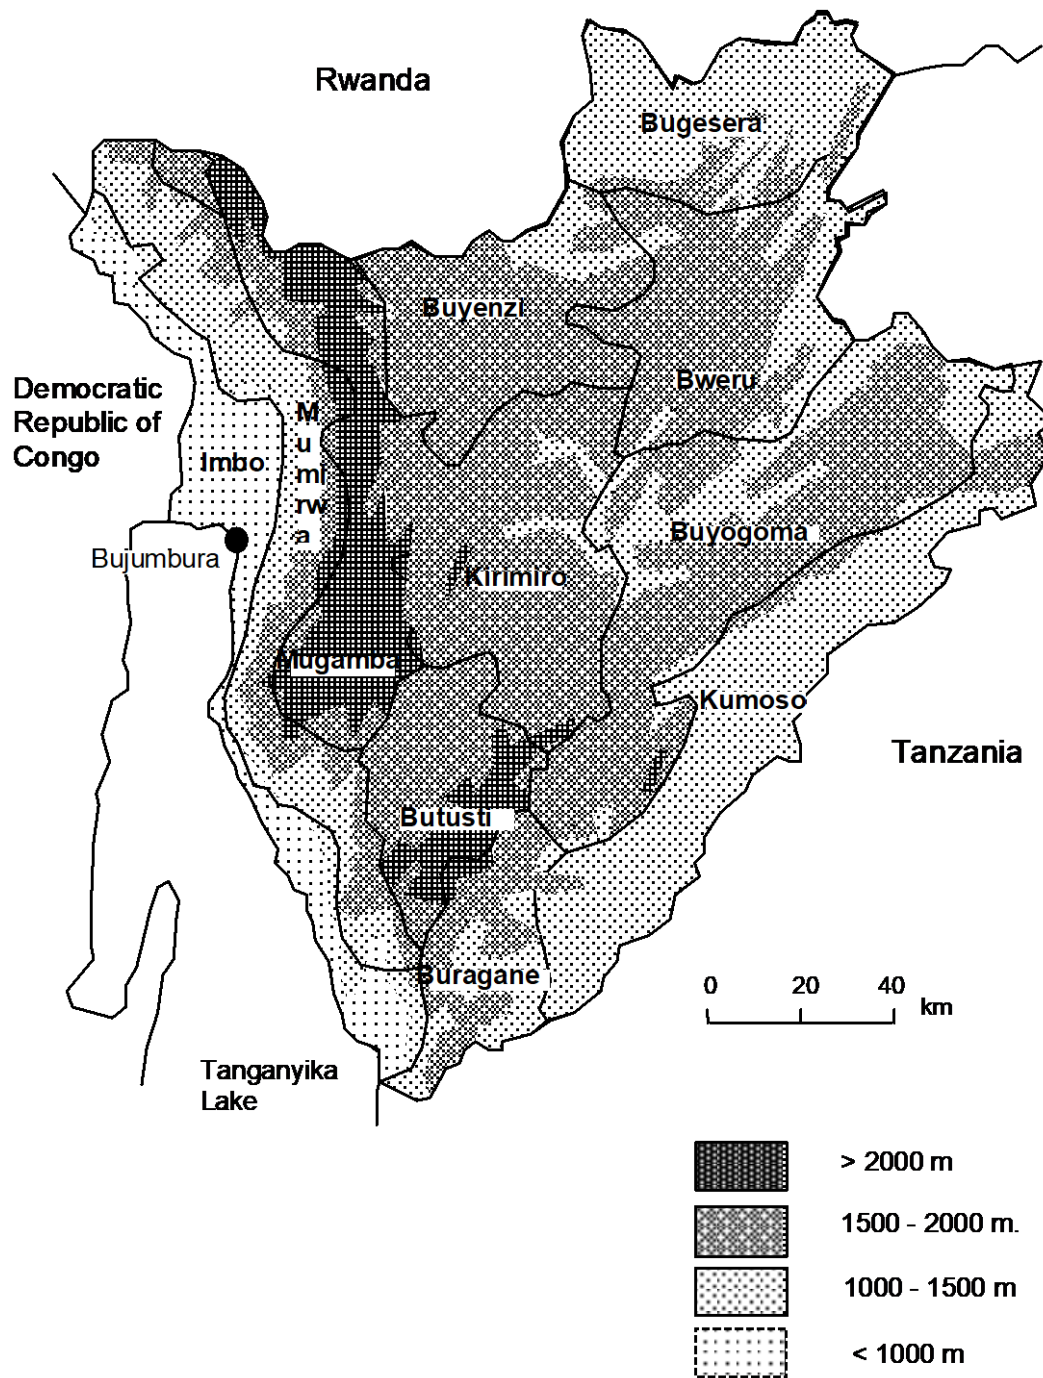 Rwanda
Bugesera
Buyenzi
Democratic
Republic of
Congo
Bweru
M
u
mi
rw
a
Imbo
Buyogoma
Bujumbura
Kirimiro
Mugamba
Kumoso
Tanzania
Butusti
Buragane
0 20 40
km
Tanganyika
Lake
> 2000 m
1500 - 2000 m.
1000 - 1500 m
< 1000 m